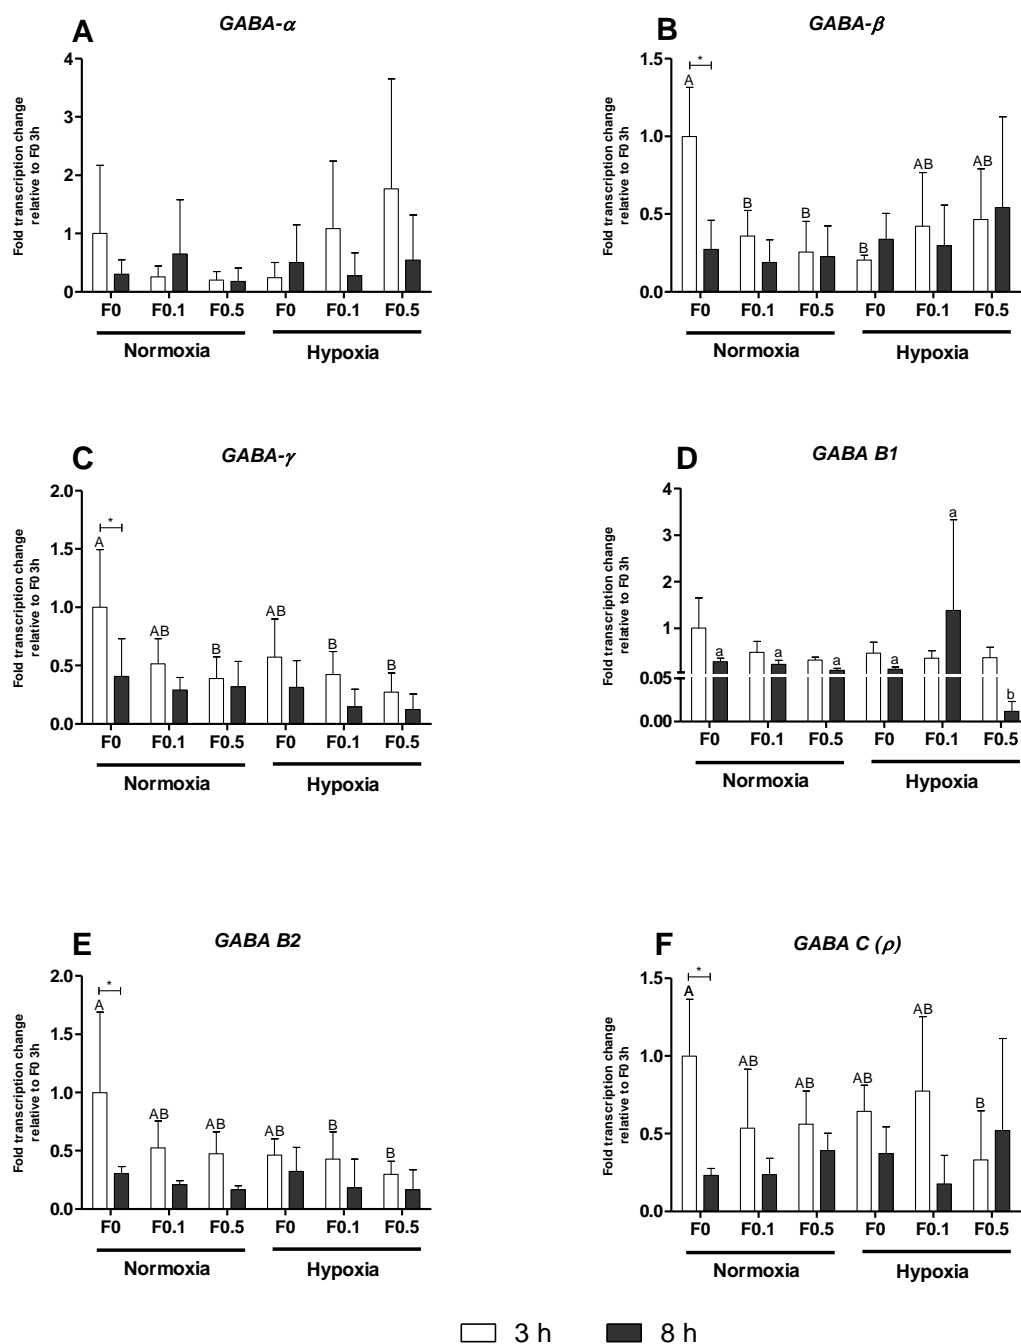 A
GABA-α
Fold transcription change
relative to F0 3h
4
3
2
1
0
F0 F0.1 F0.5 F0 F0.1 F0.5
Normoxia Hypoxia
B
GABA-β
Fold transcription change
relative to F0 3h
1.5
1.0
0.5
0.0
*
A
B
B
B
AB
AB
F0 F0.1 F0.5 F0 F0.1 F0.5
Normoxia Hypoxia
C
GABA-γ
Fold transcription change
relative to F0 3h
2.0
1.5
1.0
0.5
0.0
*
A
AB
B
AB
B
B
F0 F0.1 F0.5 F0 F0.1 F0.5
Normoxia Hypoxia
D
GABA B1
Fold transcription change
relative to F0 3h
4
3
2
1
0.05
0.00
a
a
a
a
a
b
F0 F0.1 F0.5 F0 F0.1 F0.5
Normoxia Hypoxia
E
GABA B2
Fold transcription change
relative to F0 3h
2.0
1.5
1.0
0.5
0.0
*
A
AB
AB
AB
B
B
F0 F0.1 F0.5 F0 F0.1 F0.5
Normoxia Hypoxia
F
GABA C (ρ)
Fold transcription change
relative to F0 3h
1.5
1.0
0.5
0.0
*
A
AB
AB
AB
AB
B
F0 F0.1 F0.5 F0 F0.1 F0.5
Normoxia Hypoxia
3 h 8 h